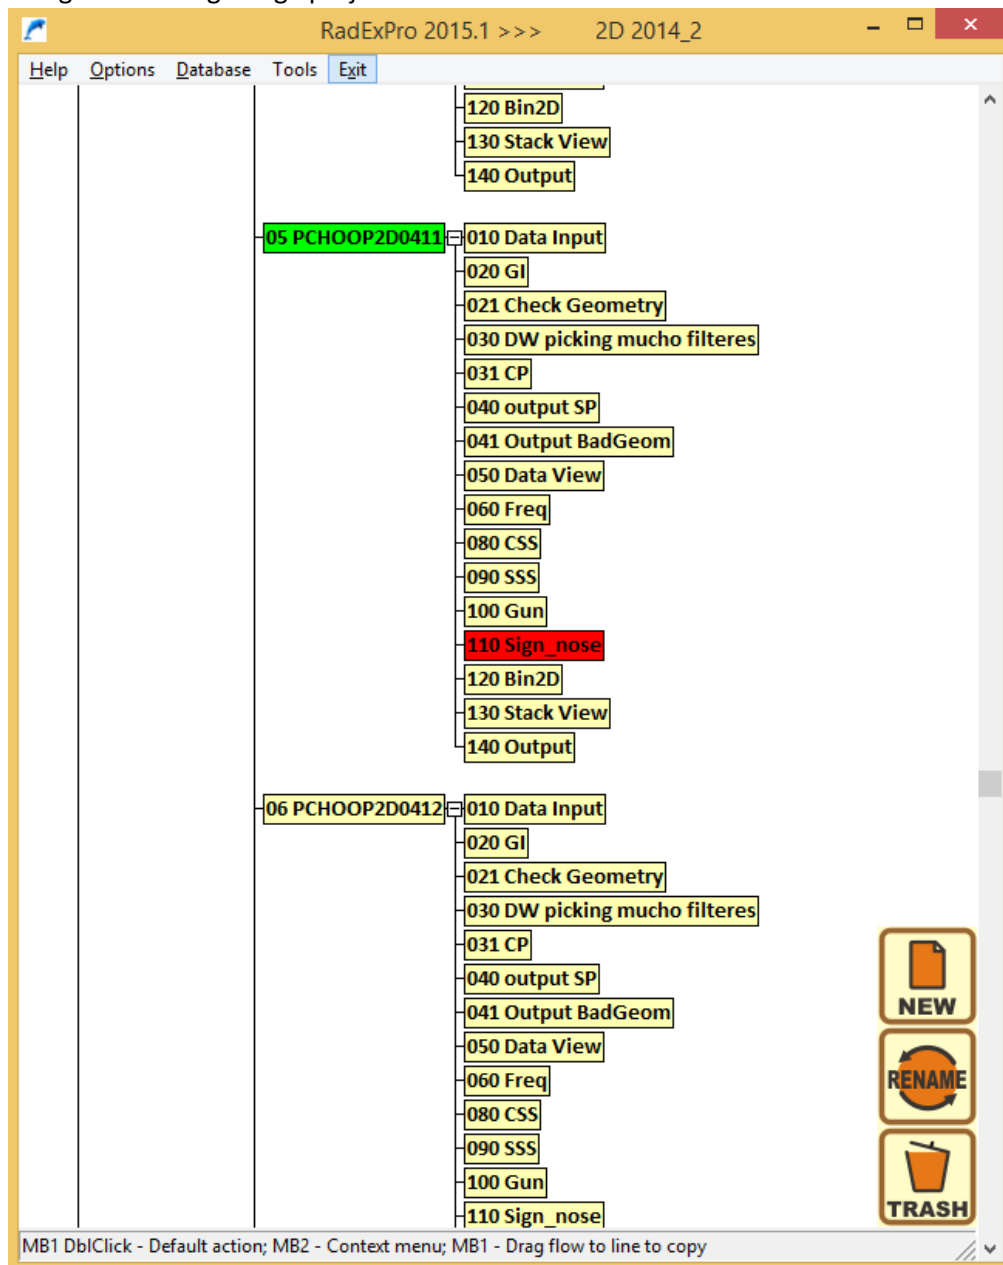 RadExPro 2015.1 >>> 2D 2014_2
Help Options Database Tools Exit
120 Bin2D
130 Stack View
140 Output
05 PCHOOP2D0411 010 Data Input
020 GI
021 Check Geometry
030 DW picking mucho filteres
031 CP
040 output SP
041 Output BadGeom
050 Data View
060 Freq
080 CSS
090 SSS
100 Gun
110 Sign_nose
120 Bin2D
130 Stack View
140 Output
06 PCHOOP2D0412 010 Data Input
020 GI
021 Check Geometry
030 DW picking mucho filteres
031 CP
040 output SP
041 Output BadGeom
050 Data View
060 Freq
080 CSS
090 SSS
100 Gun
110 Sign_nose
NEW
RENAME
TRASH
MB1 DblClick - Default action; MB2 - Context menu; MB1 - Drag flow to line to copy